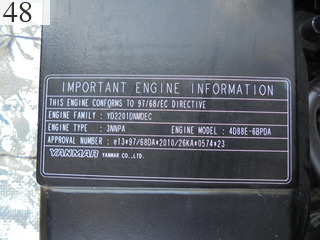 48
IMPORTANT ENGINE INFORMATION
THIS ENGINE CONFORMS TO 97/68/EC DIRECTIVE
ENGINE FAMILY : YD2201DNMDEC
ENGINE TYPE : 3NNPA ENGINE MODEL : 4D88E-6BPDA
APPROVAL NUMBER : e13*97/68DA*2010/26KA*0574*23
YANMAR YANMAR CO.,LTD.